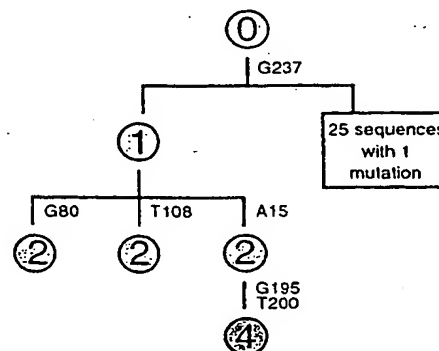 0
G237
1
25 sequences
with 1
mutation
G80
T108
A15
2
2
2
G195
T200
4